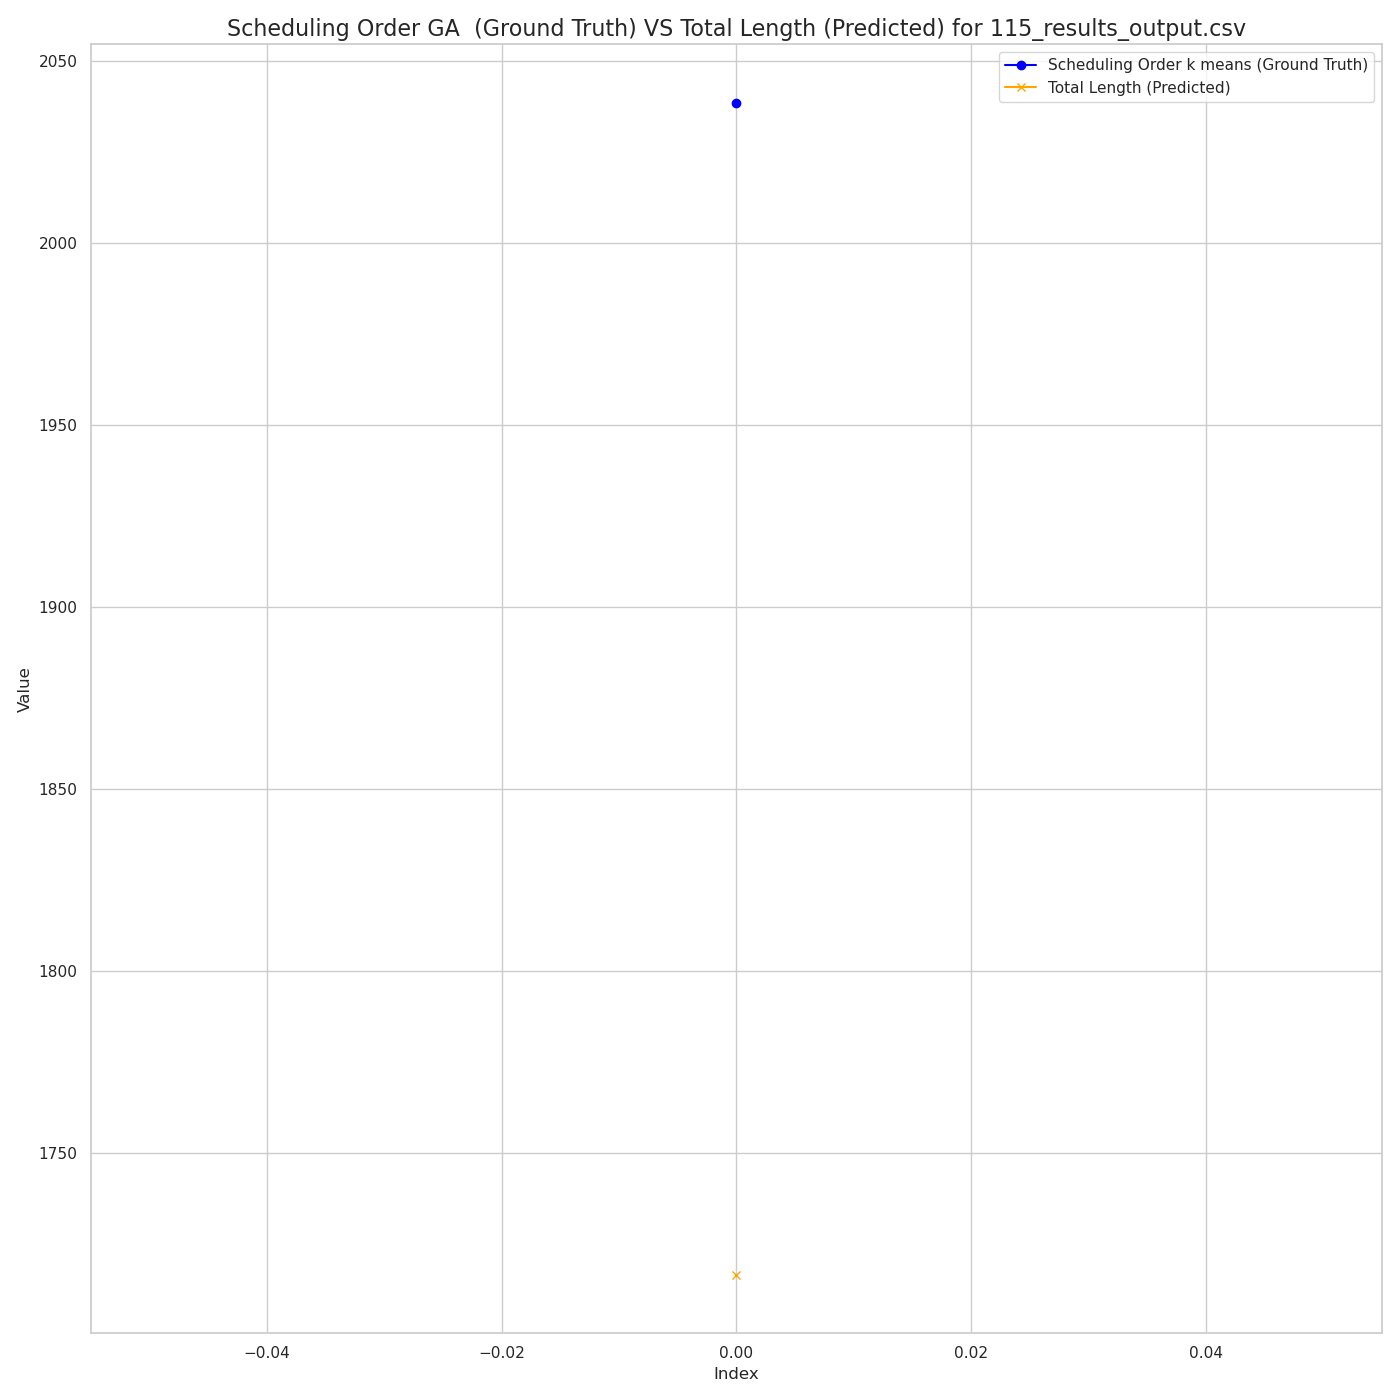 Scheduling Order GA  (Ground Truth) VS Total Length (Predicted) for 115_results_output.csv
Scheduling Order k means (Ground Truth)
Total Length (Predicted)
2050
2000
1950
1900
1850
1800
1750
Value
−0.04
−0.02
0.00
0.02
0.04
Index